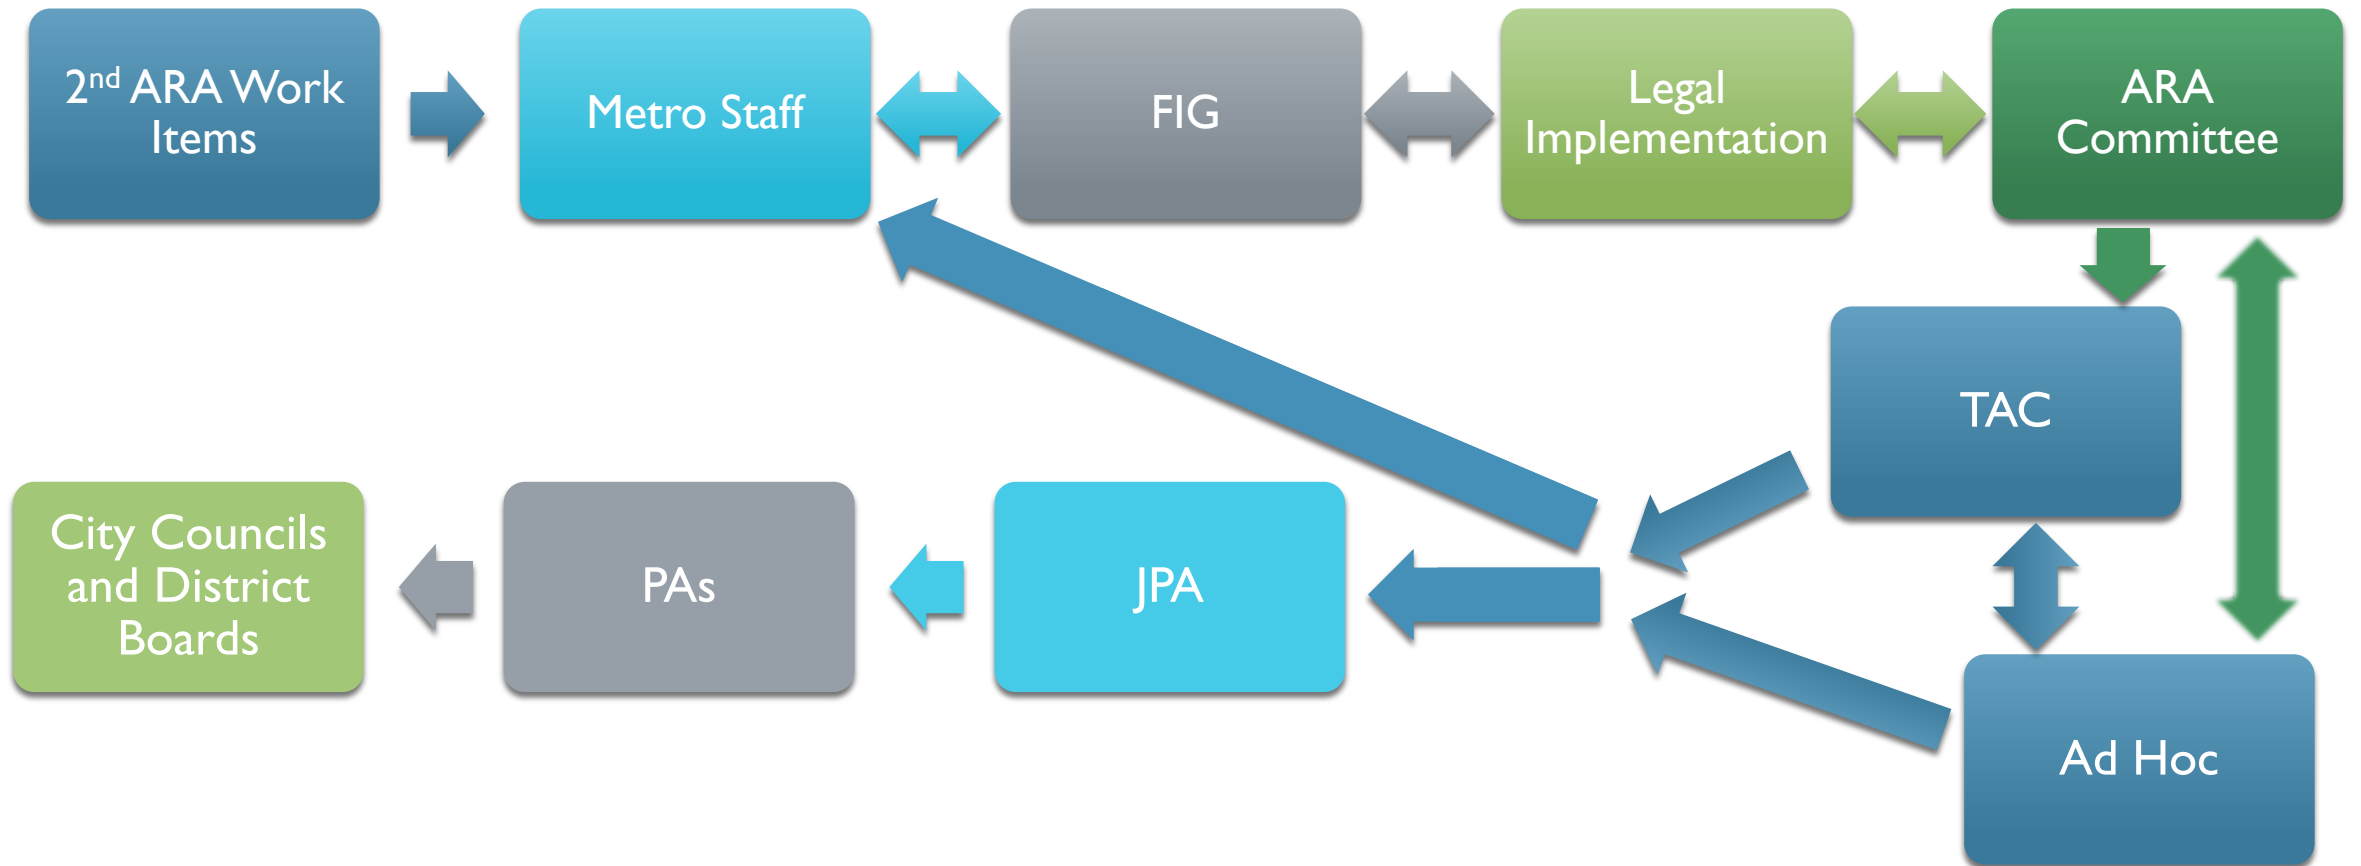 2nd ARA Work
Items
Metro Staff
FIG
Legal
Implementation
ARA
Committee
TAC
City Councils
and District
Boards
PAs
JPA
Ad Hoc